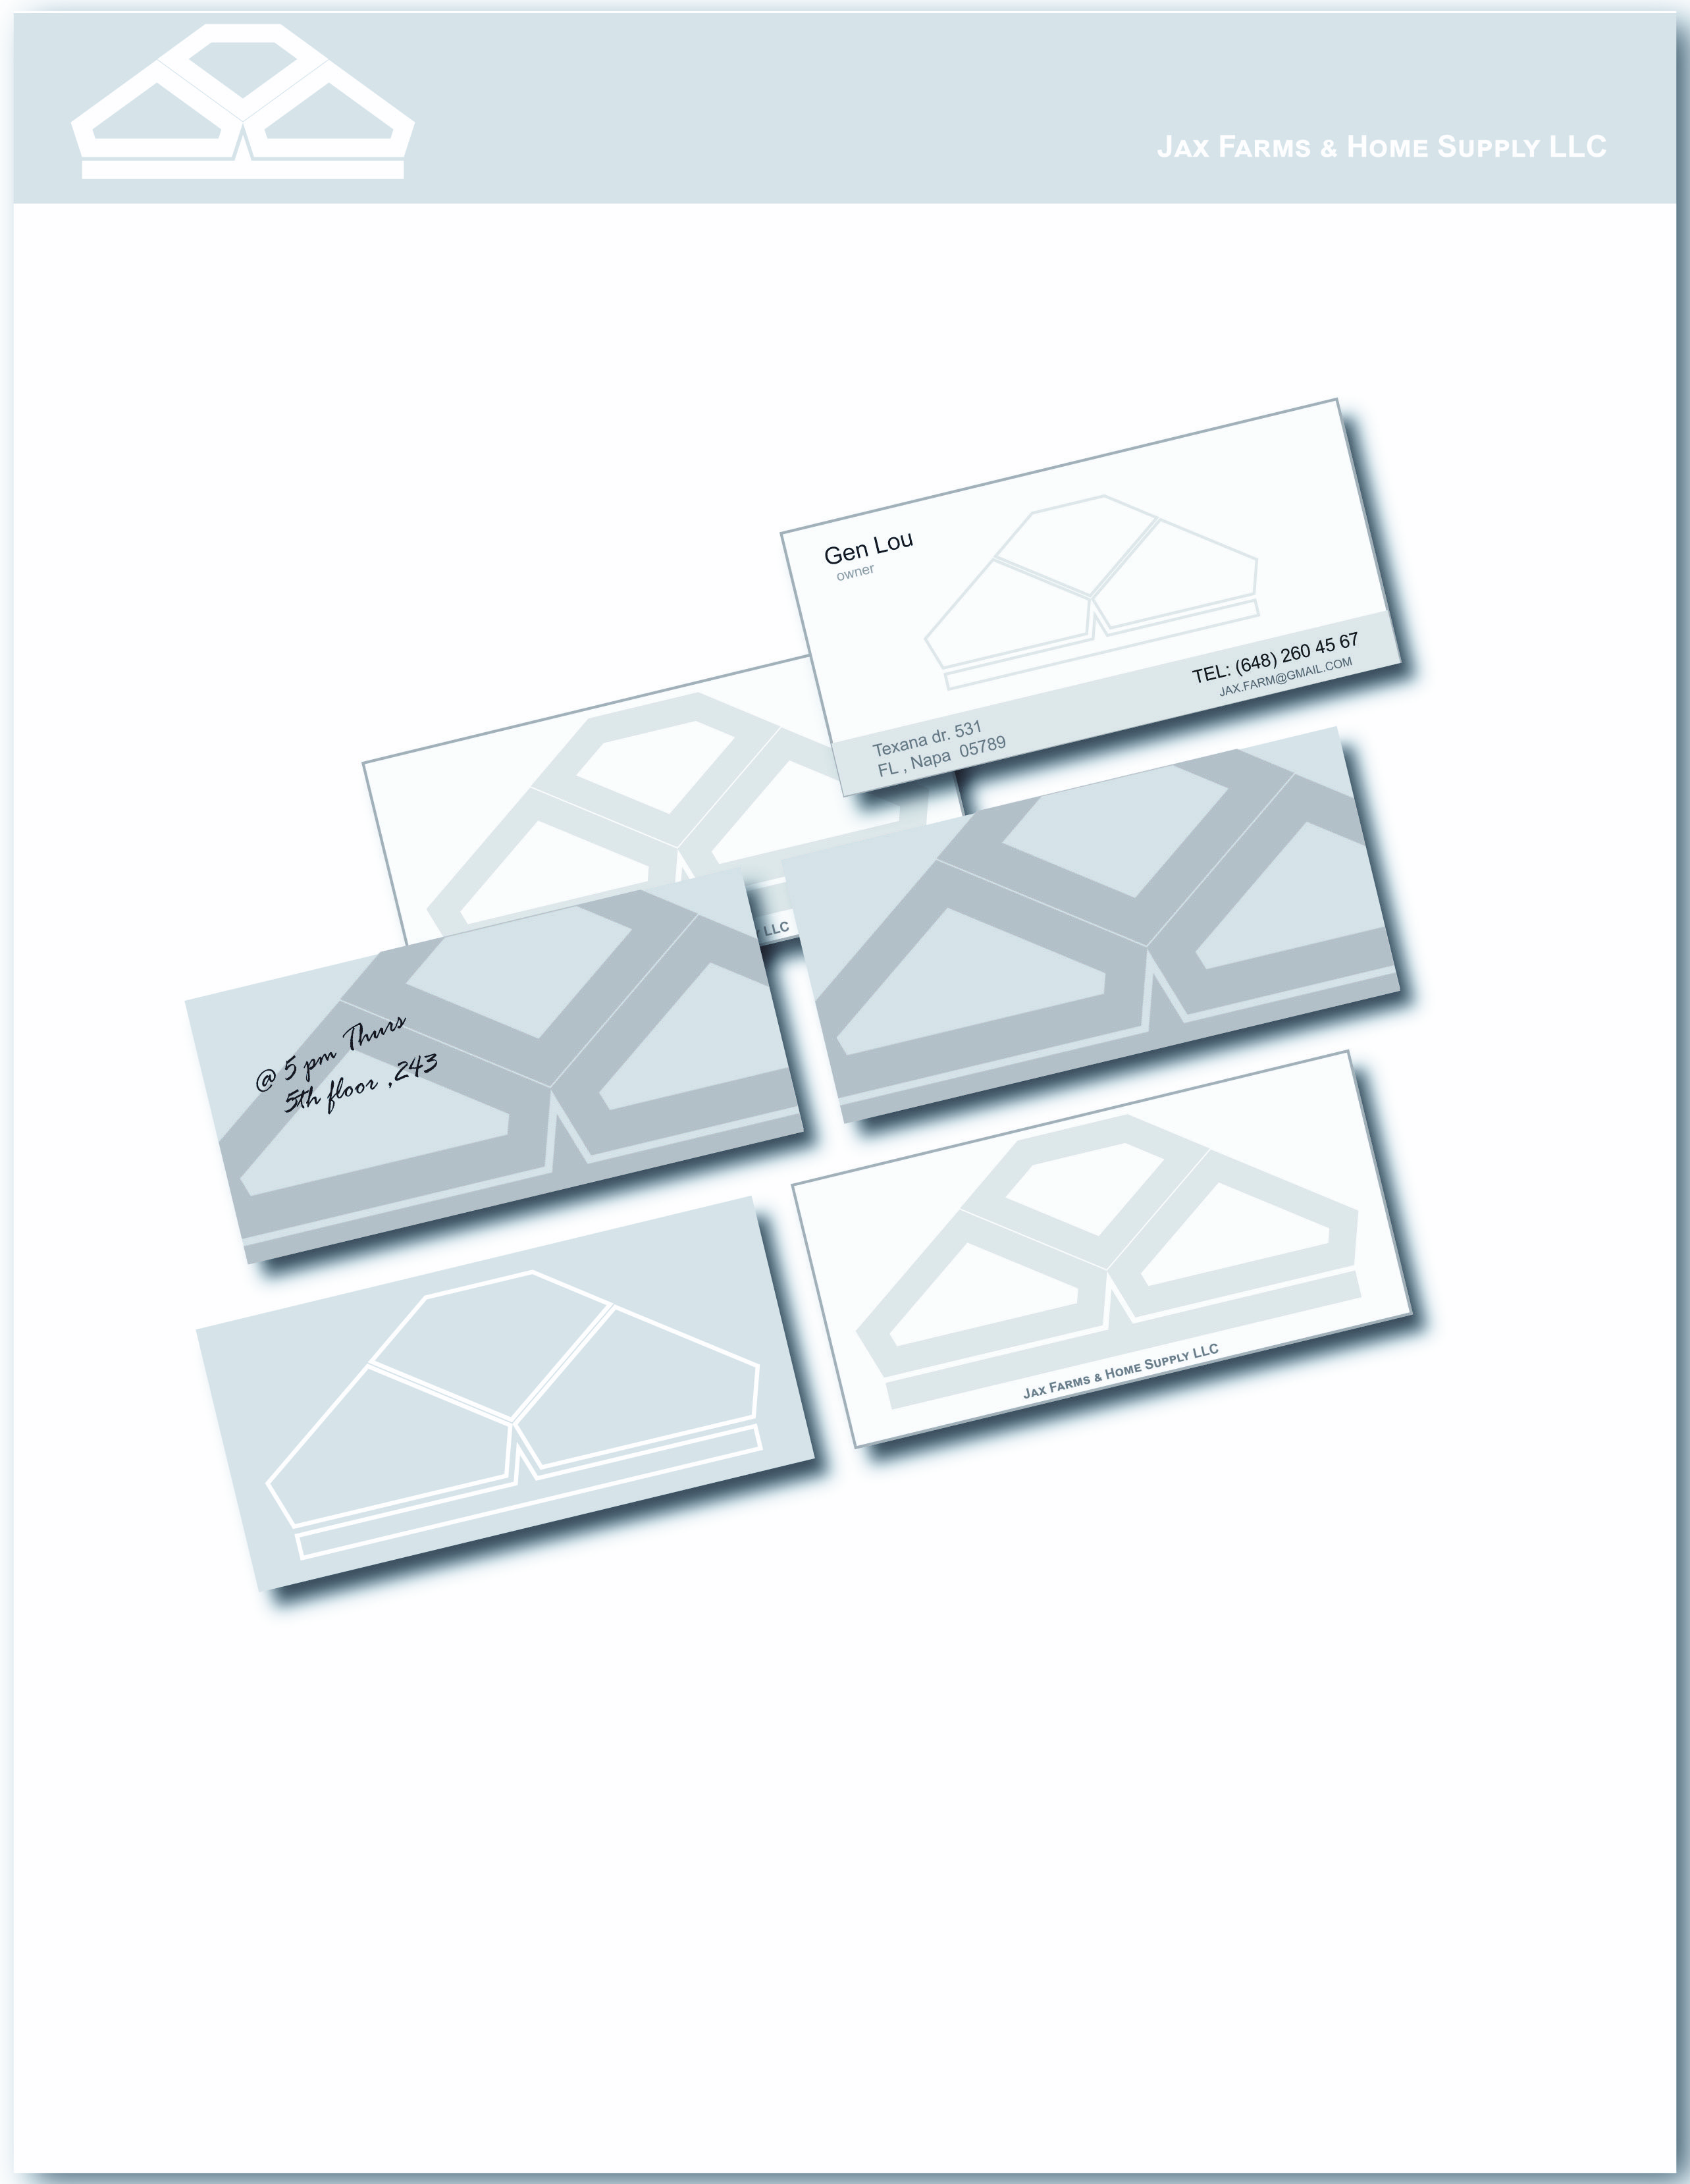 JAX FARMS & HOME SUPPLY LLC
Gen Lou
owner
TEL: (648) 260 45 67
JAX.FARM@GMAIL.COM
Texana dr. 531
FL , Napa 05789
LLC
@ 5 pm Thurs
5th floor ,243
JAX FARMS & HOME SUPPLY LLC